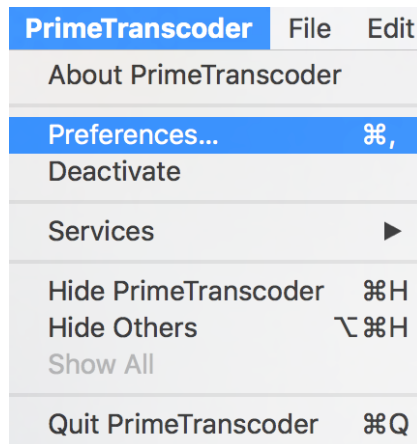 PrimeTranscoder File Edit
About PrimeTranscoder
Preferences... ⌘,
Deactivate
Services ▶
Hide PrimeTranscoder ⌘H
Hide Others ⌥⌘H
Show All
Quit PrimeTranscoder ⌘Q